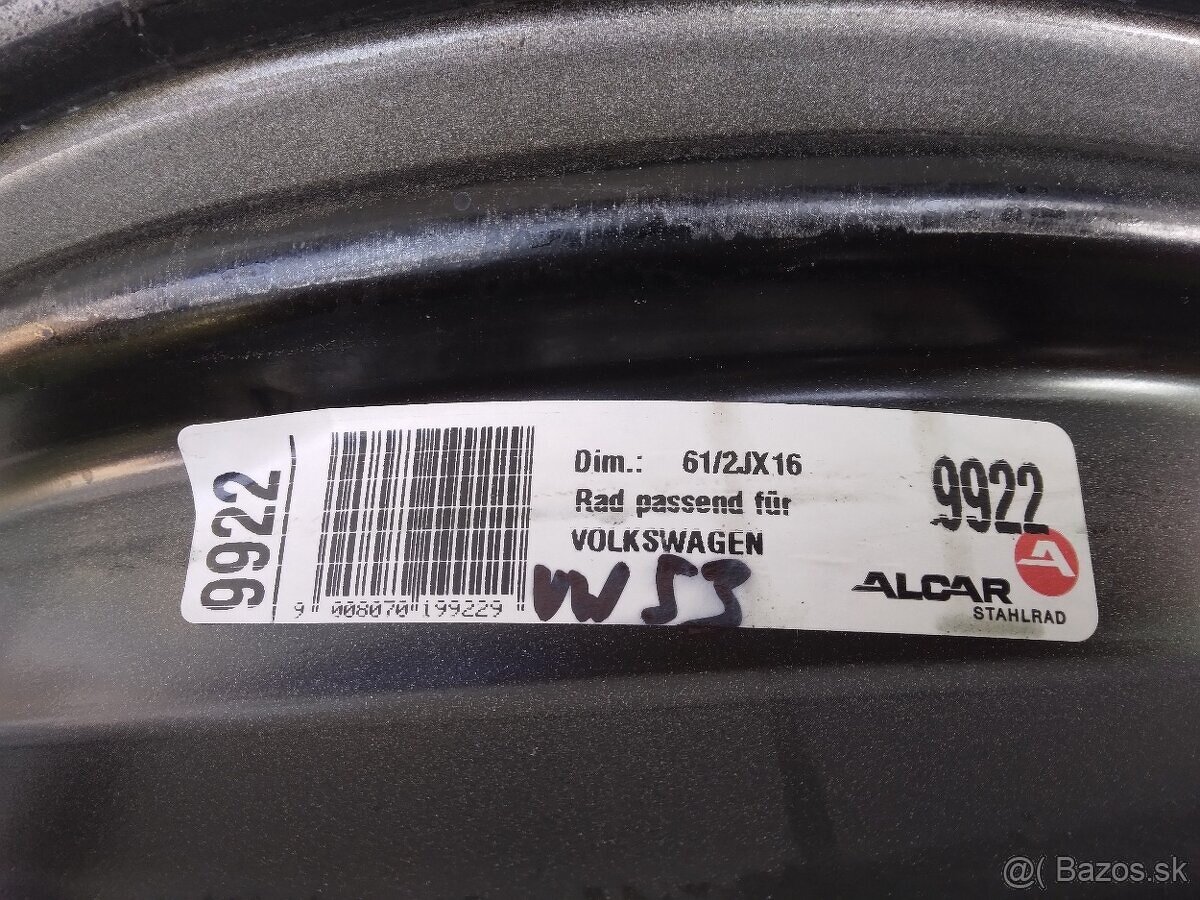 9922
9 008070 199229
Dim.: 61/2JX16
Rad passend für
VOLKSWAGEN
VW 53
9922
A
ALCAR
STAHLRAD
@( Bazos.sk